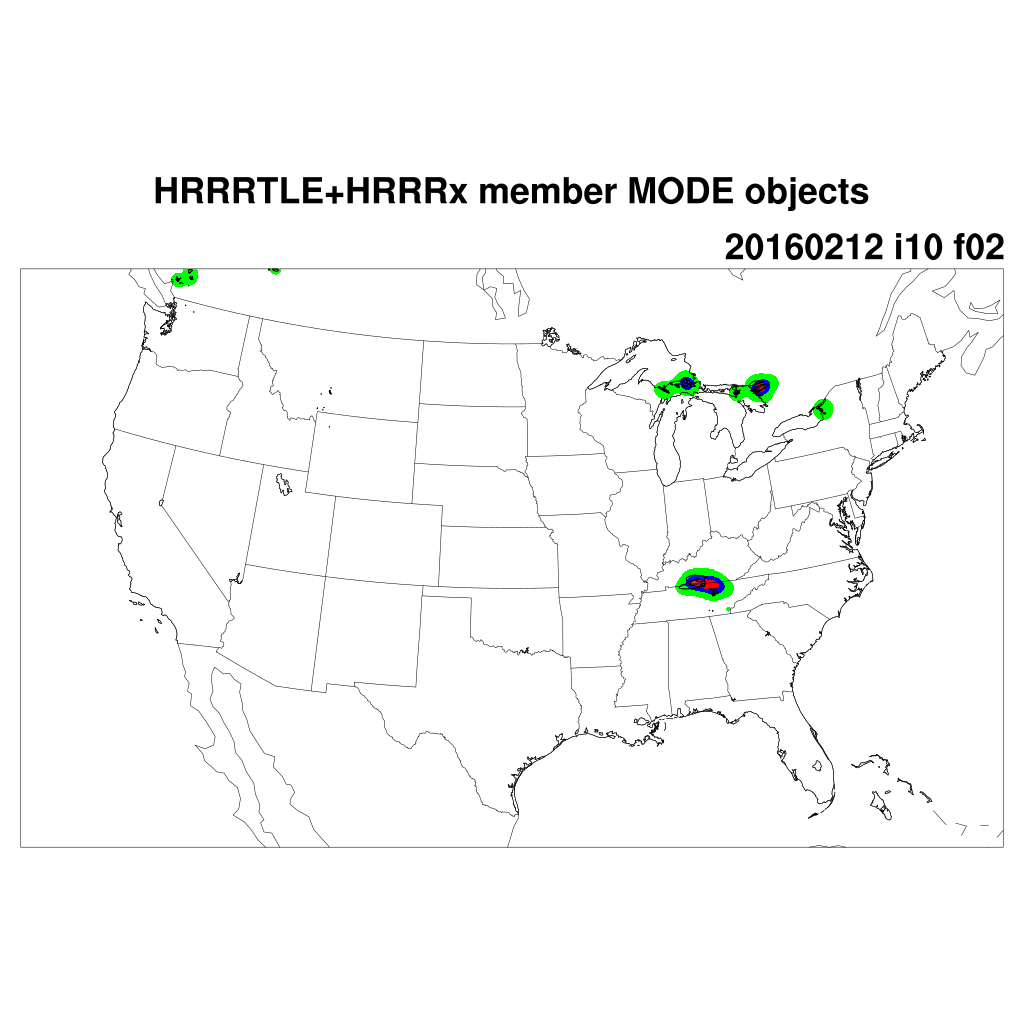 HRRRTLE+HRRRx member MODE objects
20160212 i10 f02